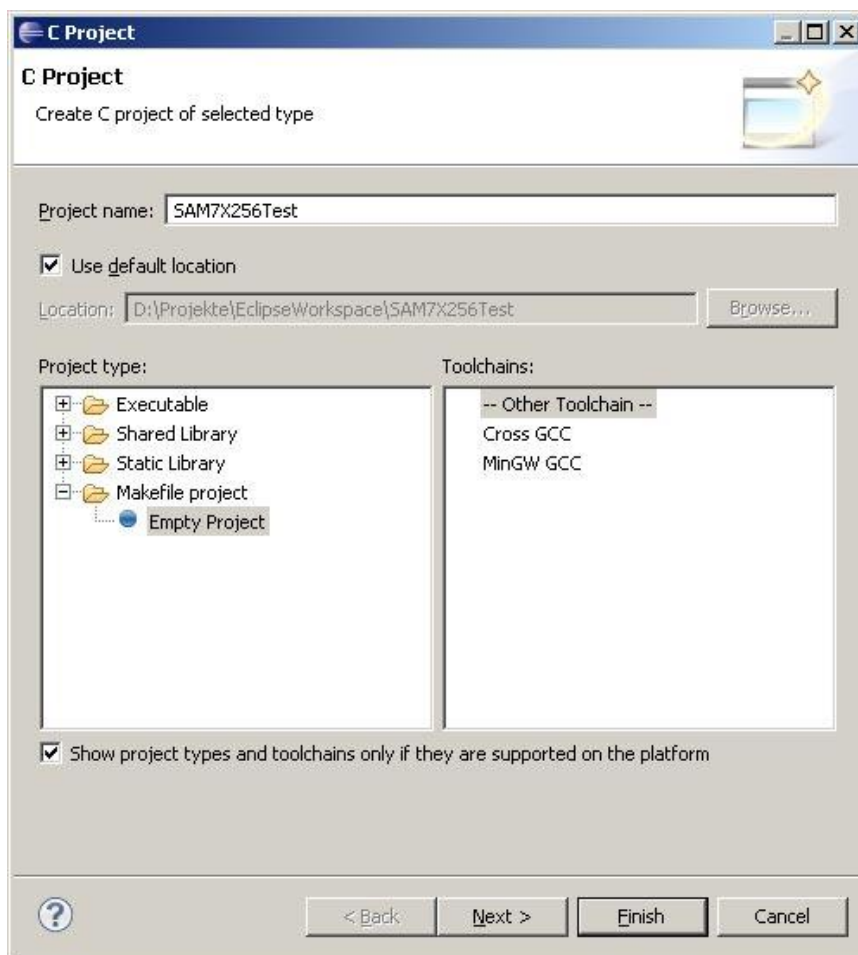 C Project
C Project
Create C project of selected type
Project name: SAM7X256Test
Use default location
Location: D:\Projekte\EclipseWorkspace\SAM7X256Test Browse...
Project type: Toolchains:
Executable -- Other Toolchain --
Shared Library Cross GCC
Static Library MinGW GCC
Makefile project
Empty Project
Show project types and toolchains only if they are supported on the platform
? < Back Next > Finish Cancel